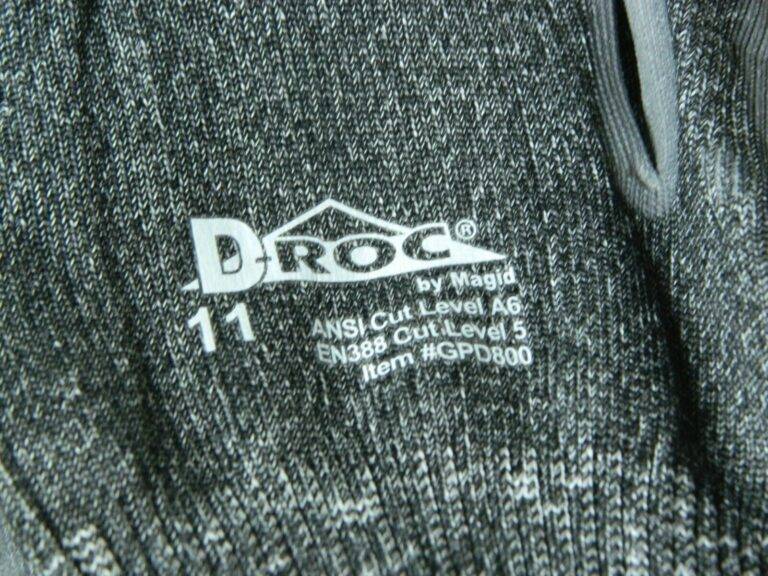 D-ROC®
by Magid
11
ANSI Cut Level A6
EN388 Cut Level 5
Item #GPD800